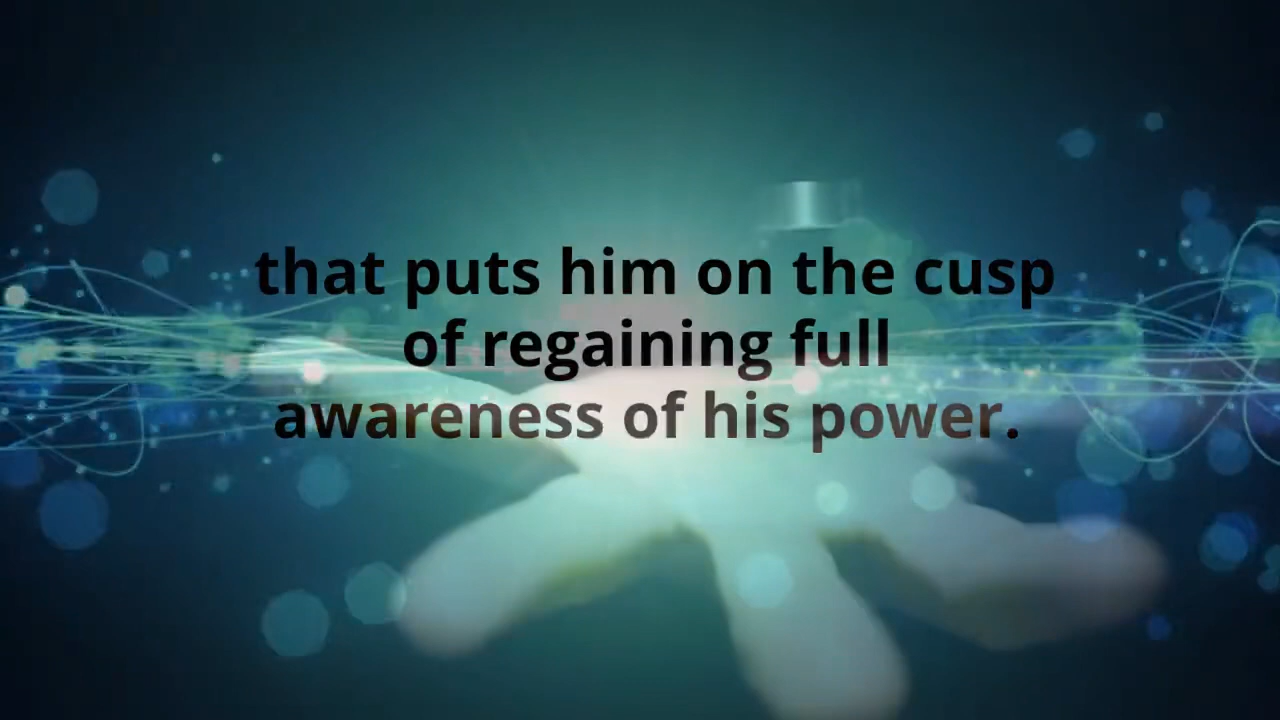 that puts him on the cusp
of regaining full
awareness of his power.